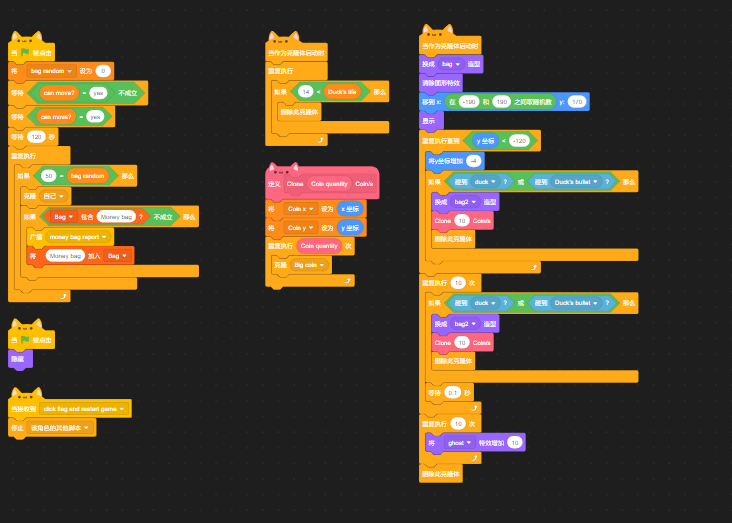 当 被点击
将 bag random 设为 0
等待 can move? = yes 不成立
等待 can move? = yes
等待 120 秒
重复执行
如果 50 = bag random 那么
克隆 自己
如果 Bag 包含 Money bag ? 不成立 那么
广播 money bag report
将 Money bag 加入 Bag
当 被点击
隐藏
当接收到 click flag and restart game
停止 该角色的其他脚本
当作为克隆体启动时
重复执行
如果 14 < Duck's life 那么
删除此克隆体
定义 Clone Coin quantity Coin/s
将 Coin x 设为 x 坐标
将 Coin y 设为 y 坐标
重复执行 Coin quantity 次
克隆 Big coin
当作为克隆体启动时
换成 bag 造型
清除图形特效
移到 x: 在 -190 和 190 之间取随机数 y: 170
显示
重复执行直到 y 坐标 < -120
将y坐标增加 -4
如果 碰到 duck ? 或 碰到 Duck's bullet ? 那么
换成 bag2 造型
Clone 10 Coin/s
删除此克隆体
重复执行 10 次
如果 碰到 duck ? 或 碰到 Duck's bullet ? 那么
换成 bag2 造型
Clone 10 Coin/s
删除此克隆体
等待 0.1 秒
重复执行 10 次
将 ghost 特效增加 10
删除此克隆体